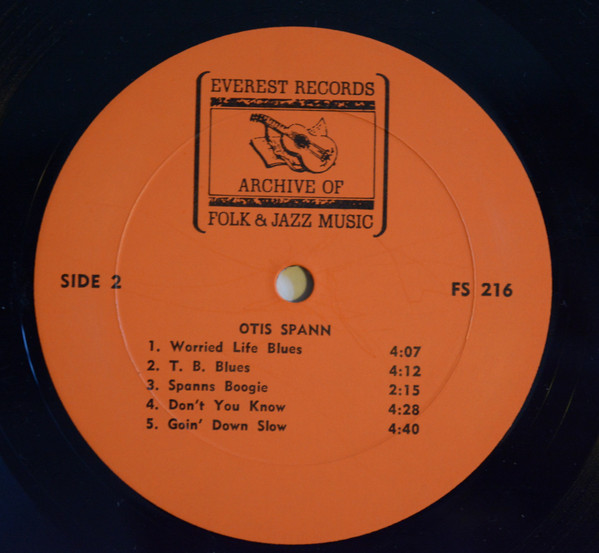 EVEREST RECORDS
ARCHIVE OF
FOLK & JAZZ MUSIC
SIDE 2
FS 216
OTIS SPANN
1. Worried Life Blues 4:07
2. T. B. Blues 4:12
3. Spanns Boogie 2:15
4. Don't You Know 4:28
5. Goin' Down Slow 4:40